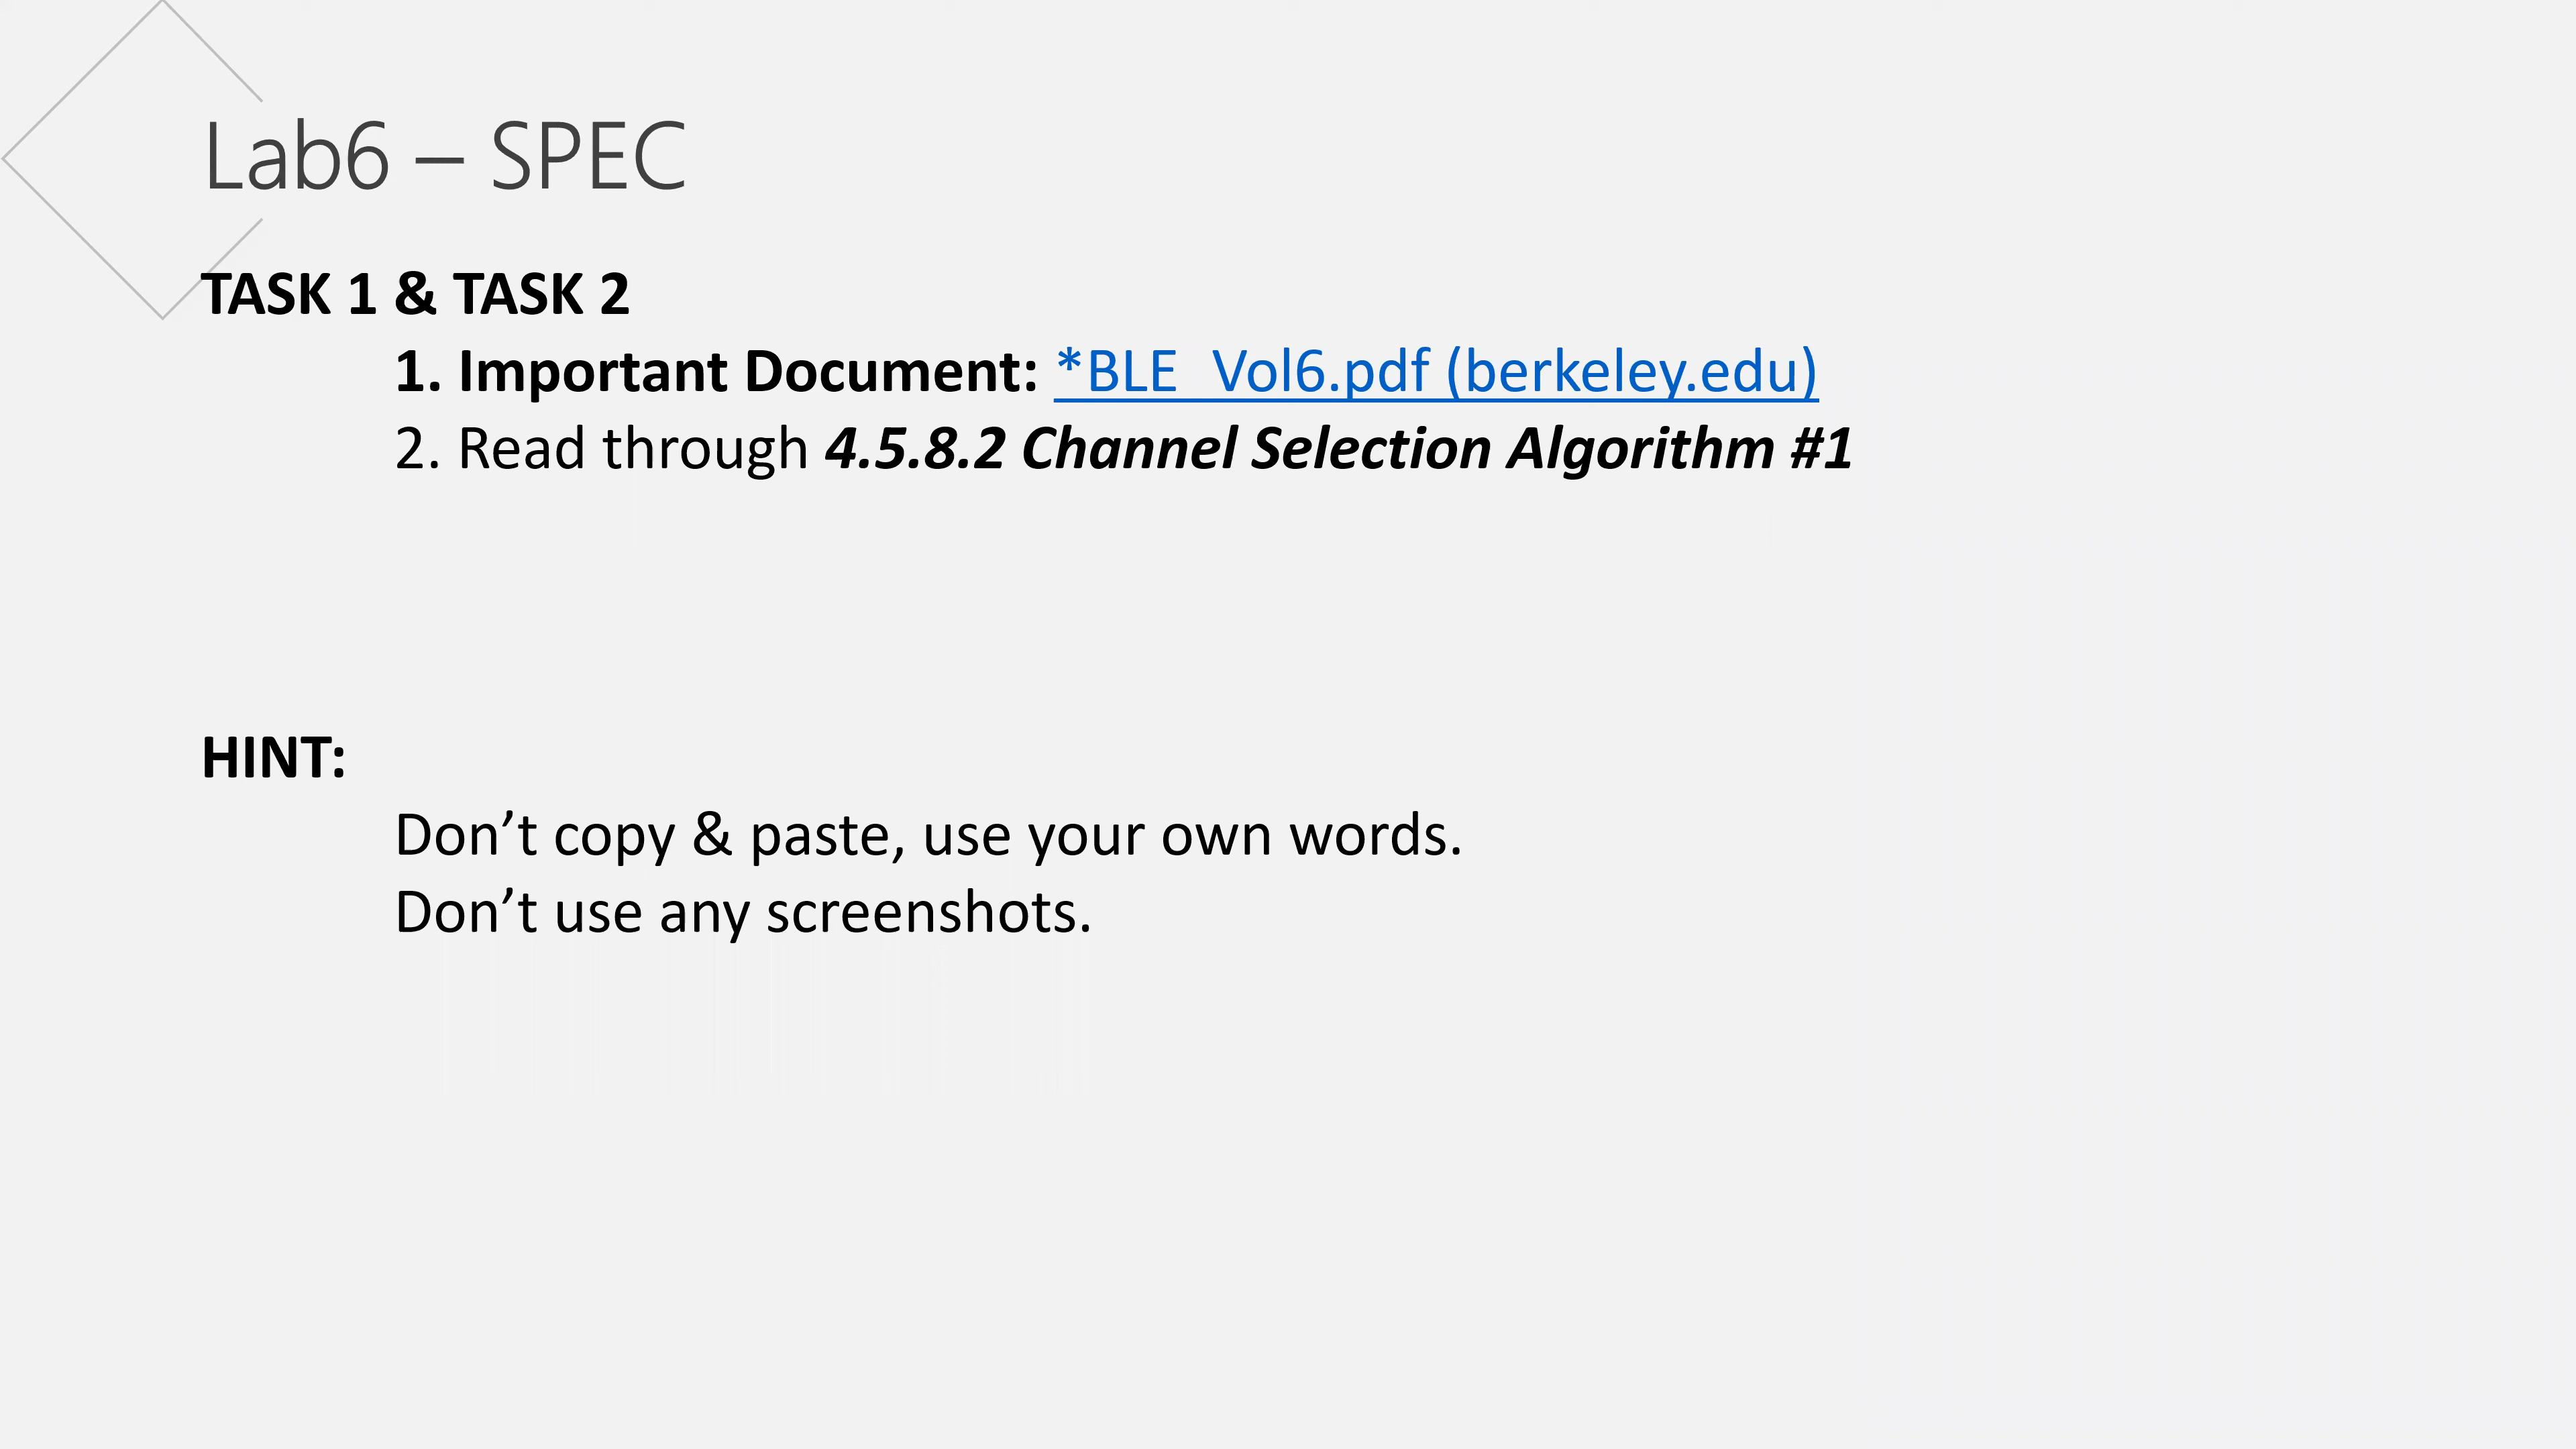 Lab6 – SPEC
TASK 1 & TASK 2
1. Important Document: *BLE_Vol6.pdf (berkeley.edu)
2. Read through 4.5.8.2 Channel Selection Algorithm #1
HINT:
Don’t copy & paste, use your own words.
Don’t use any screenshots.